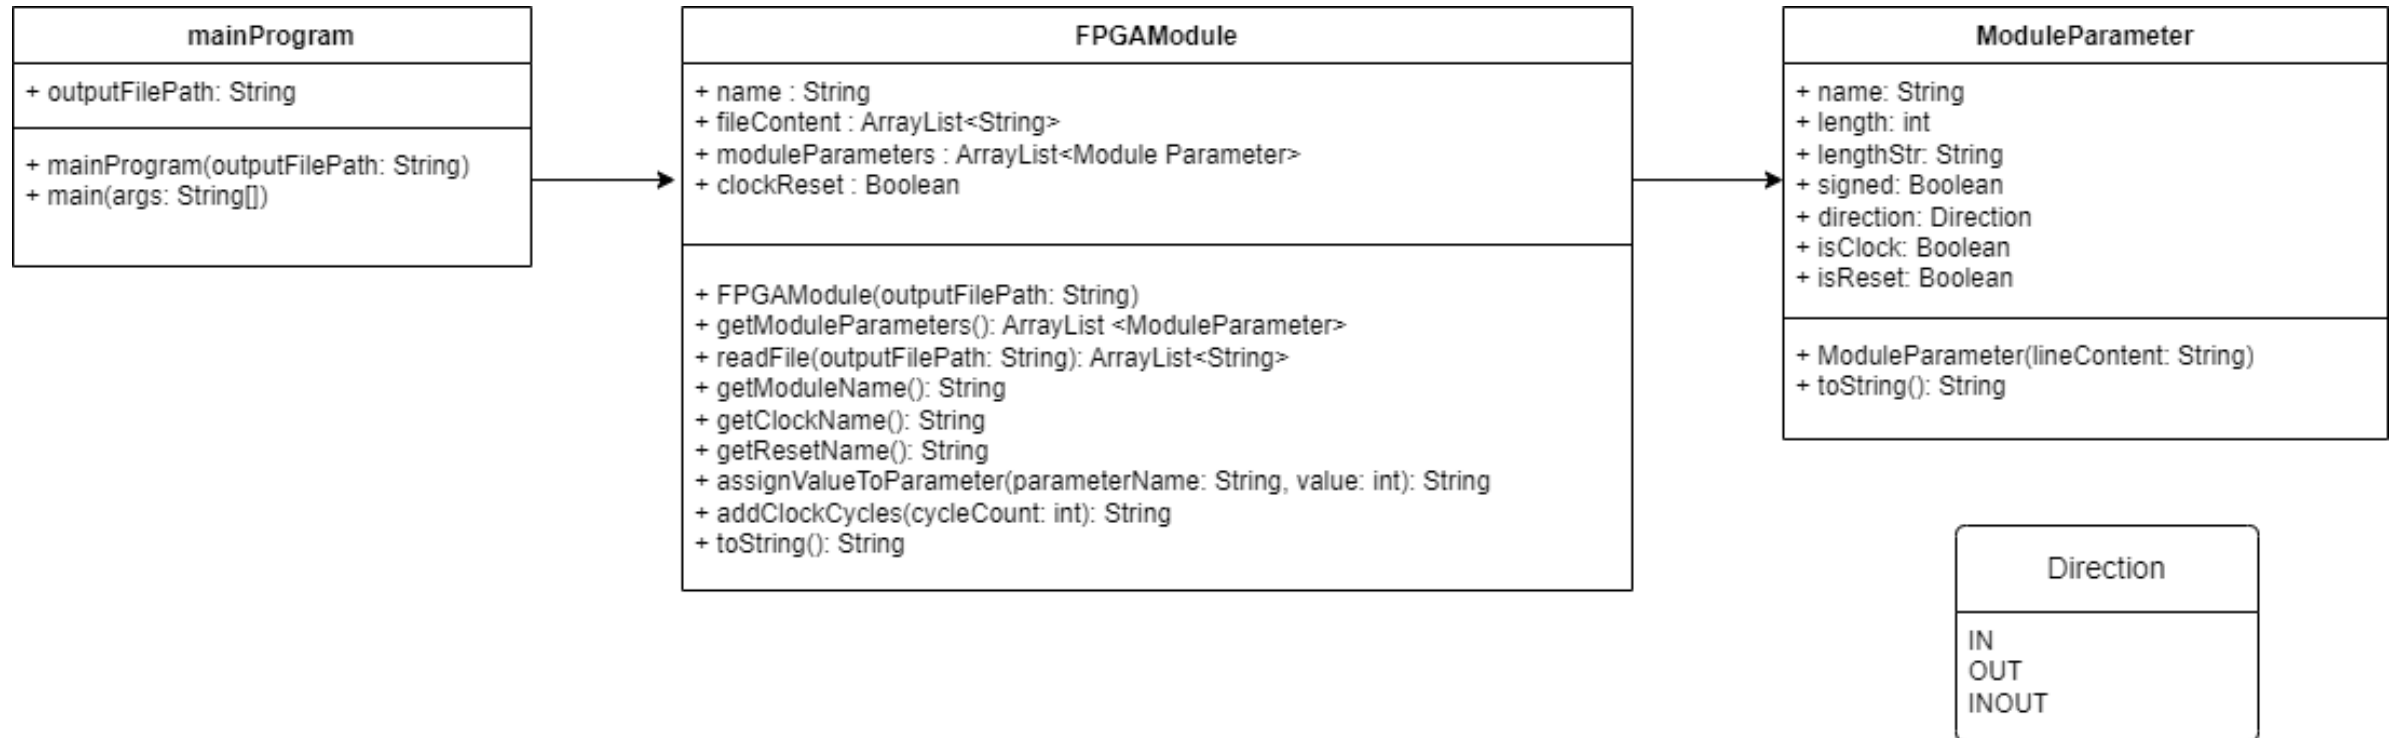 mainProgram
+ outputFilePath: String
+ mainProgram(outputFilePath: String)
+ main(args: String[])
FPGAModule
+ name : String
+ fileContent : ArrayList<String>
+ moduleParameters : ArrayList<Module Parameter>
+ clockReset : Boolean
+ FPGAModule(outputFilePath: String)
+ getModuleParameters(): ArrayList <ModuleParameter>
+ readFile(outputFilePath: String): ArrayList<String>
+ getModuleName(): String
+ getClockName(): String
+ getResetName(): String
+ assignValueToParameter(parameterName: String, value: int): String
+ addClockCycles(cycleCount: int): String
+ toString(): String
ModuleParameter
+ name: String
+ length: int
+ lengthStr: String
+ signed: Boolean
+ direction: Direction
+ isClock: Boolean
+ isReset: Boolean
+ ModuleParameter(lineContent: String)
+ toString(): String
Direction
IN
OUT
INOUT